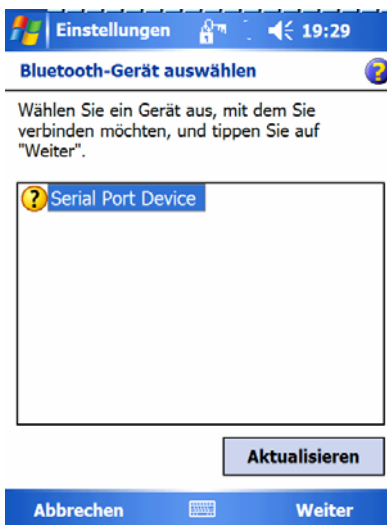 Einstellungen 19:29
Bluetooth-Gerät auswählen
Wählen Sie ein Gerät aus, mit dem Sie
verbinden möchten, und tippen Sie auf
"Weiter".
Serial Port Device
Aktualisieren
Abbrechen Weiter